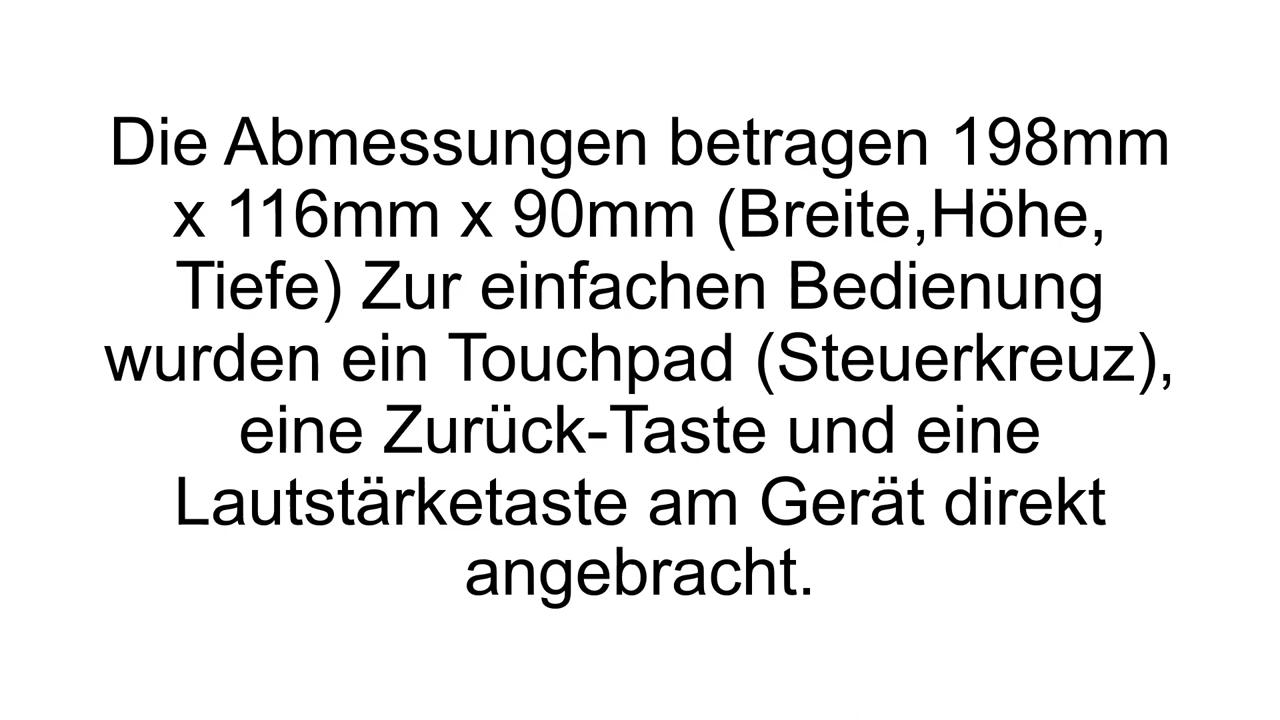 Die Abmessungen betragen 198mm
x 116mm x 90mm (Breite,Höhe,
Tiefe) Zur einfachen Bedienung
wurden ein Touchpad (Steuerkreuz),
eine Zurück-Taste und eine
Lautstärketaste am Gerät direkt
angebracht.